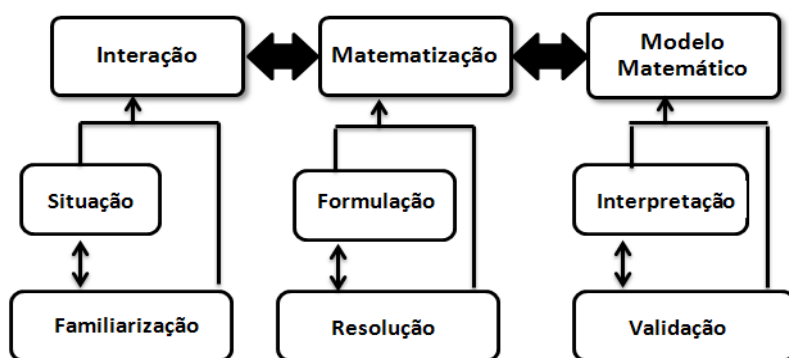 Interação
Matematização
Modelo
Matemático
Situação
Formulação
Interpretação
Familiarização
Resolução
Validação